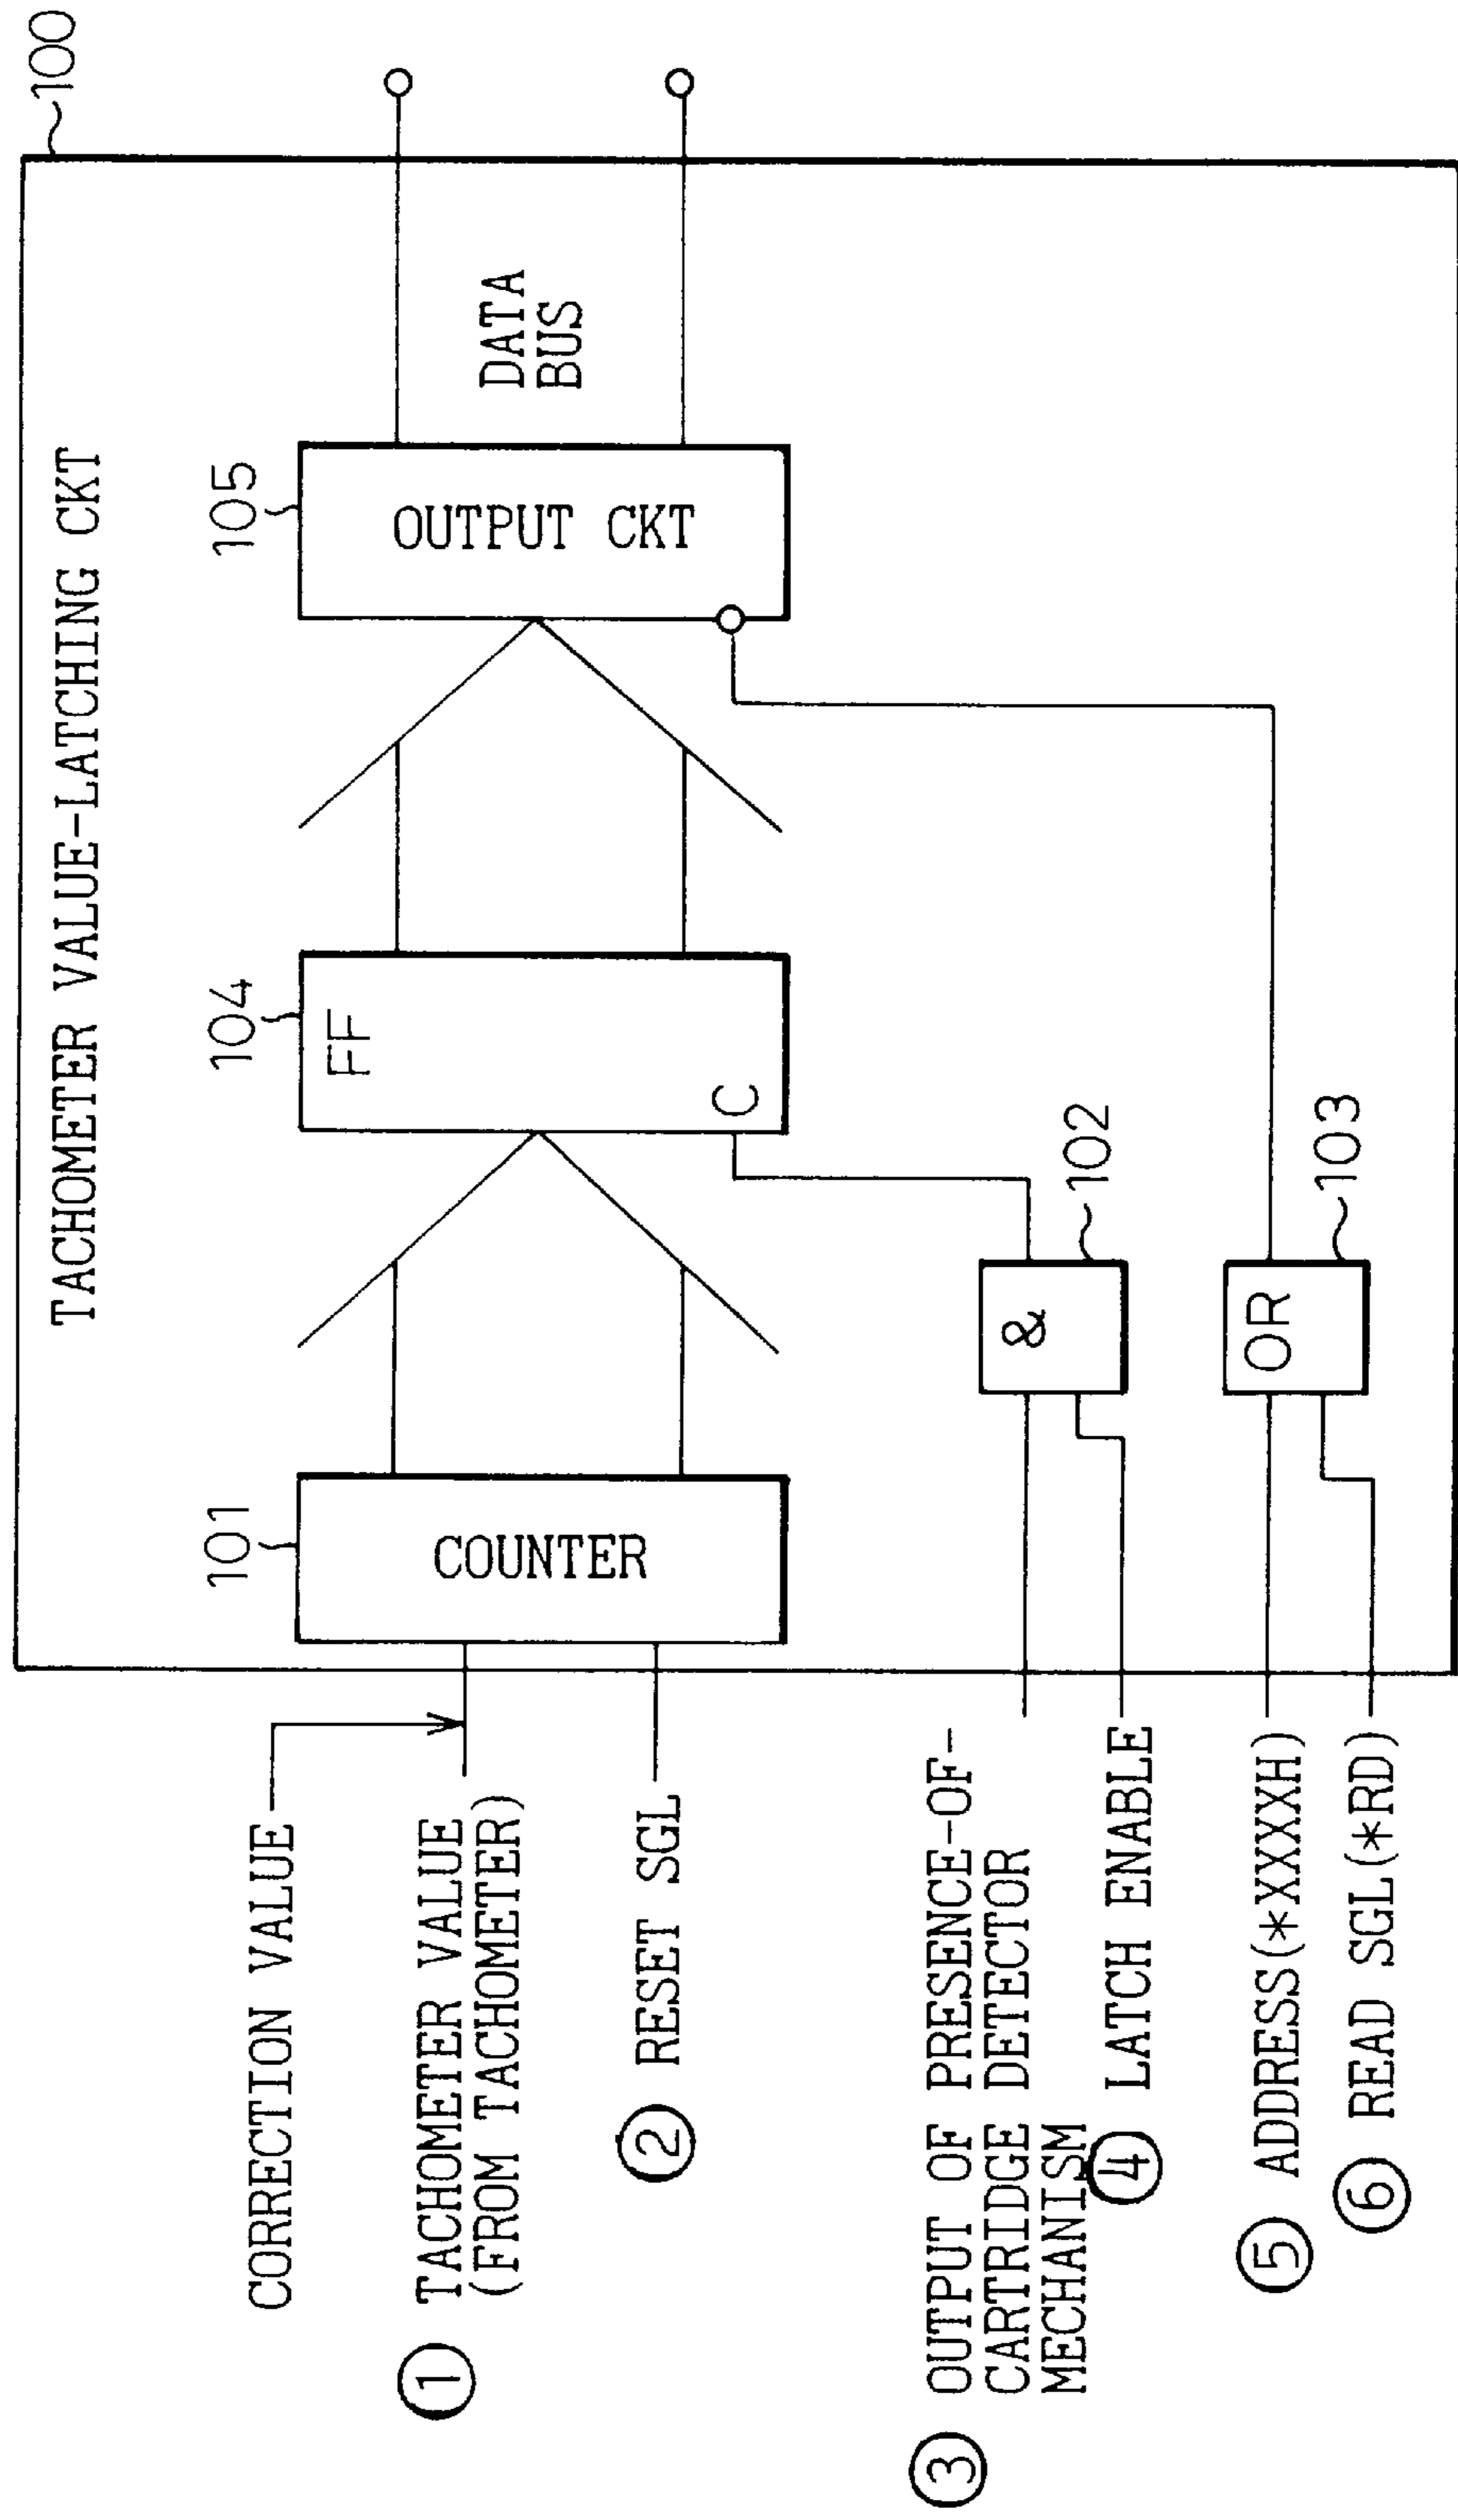 100
TACHOMETER VALUE-LATCHING CKT
101
104
105
COUNTER
FF
C
OUTPUT CKT
DATA
BUS
CORRECTION VALUE
① TACHOMETER VALUE
(FROM TACHOMETER)
② RESET SGL
③ OUTPUT OF PRESENCE-OF-
CARTRIDGE DETECTOR
MECHANISM
④ LATCH ENABLE
& 102
⑤ ADDRESS(*XXXXXH)
⑥ READ SGL(*RD)
OR 103